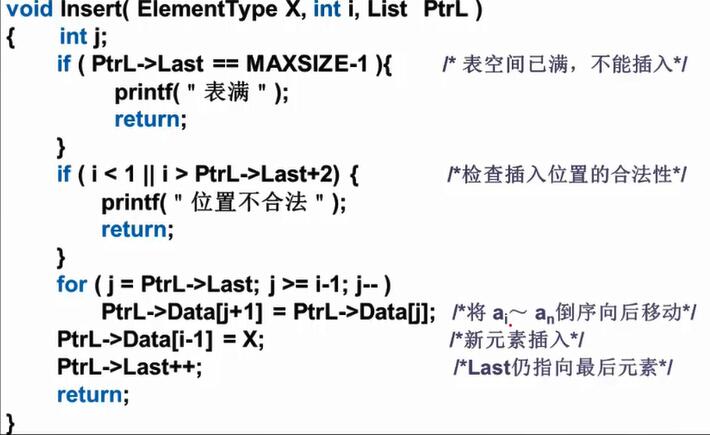 void Insert( ElementType X, int i, List PtrL )
{ int j;
if ( PtrL->Last == MAXSIZE-1 ){ /* 表空间已满，不能插入*/
printf( " 表满 " );
return;
}
if ( i < 1 || i > PtrL->Last+2) { /*检查插入位置的合法性*/
printf( " 位置不合法 " );
return;
}
for ( j = PtrL->Last; j >= i-1; j-- )
PtrL->Data[j+1] = PtrL->Data[j]; /*将 ai～ an倒序向后移动*/
PtrL->Data[i-1] = X; /*新元素插入*/
PtrL->Last++; /*Last仍指向最后元素*/
return;
}